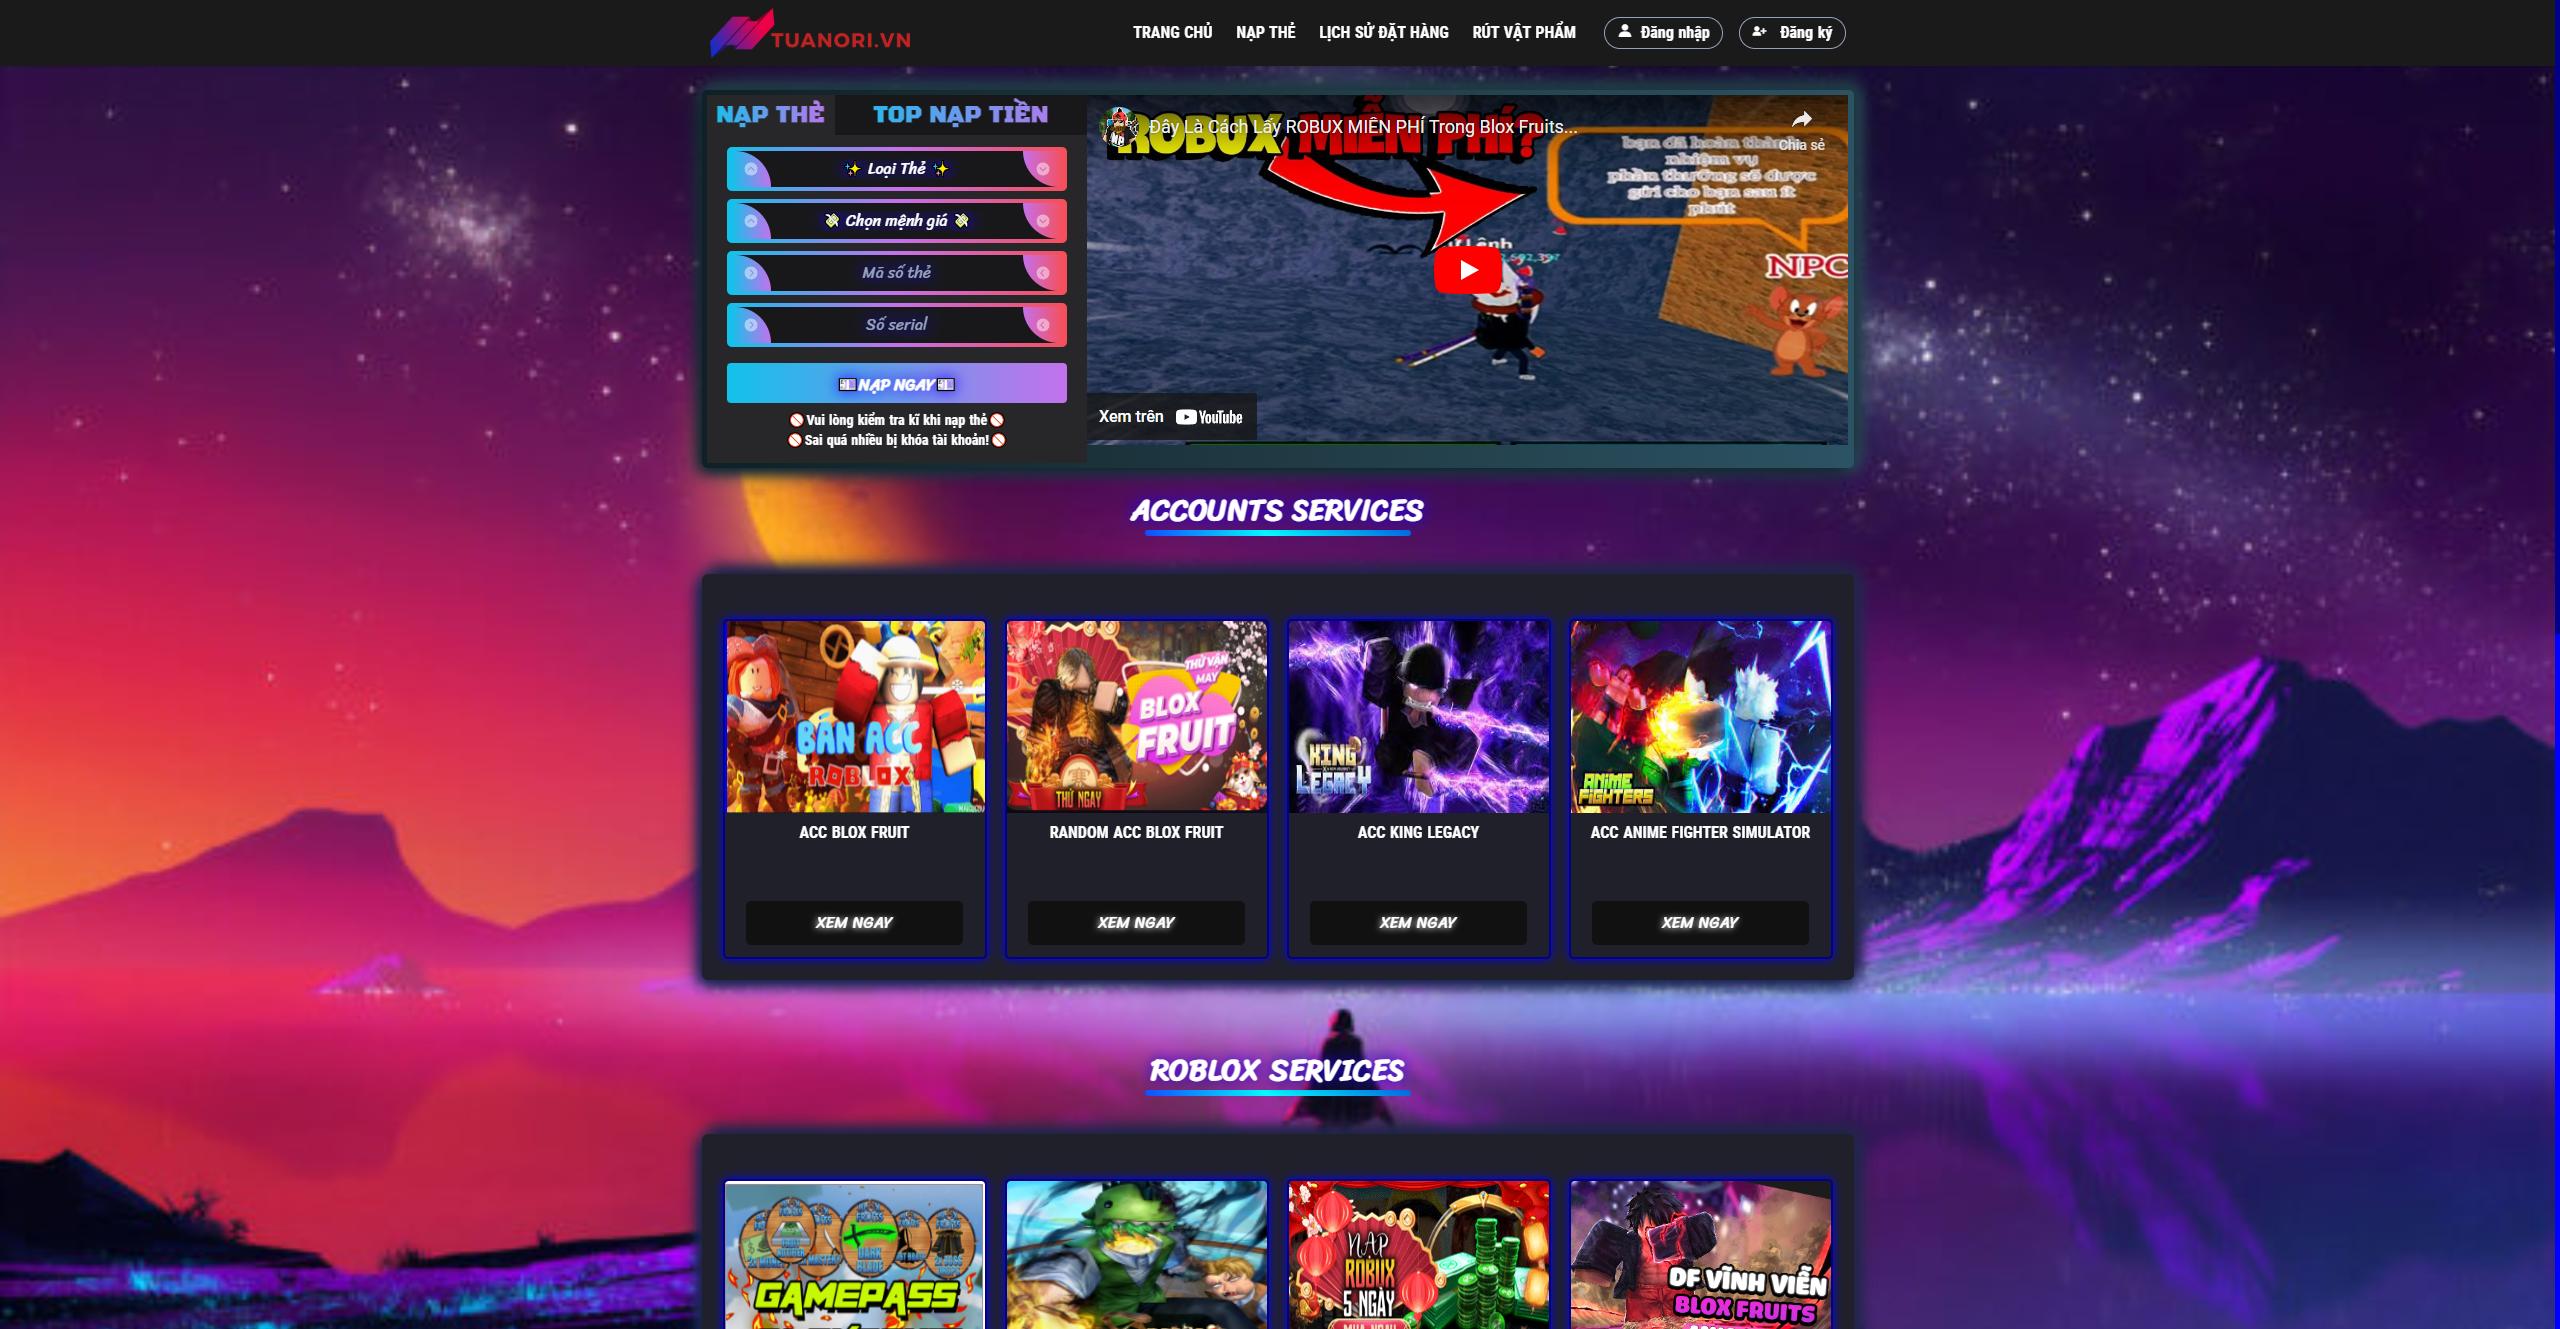 TUANORI.VN
TRANG CHỦ
NẠP THẺ
LỊCH SỬ ĐẶT HÀNG
RÚT VẬT PHẨM
Đăng nhập
Đăng ký
NẠP THẺ
TOP NẠP TIỀN
✨ Loại Thẻ ✨
💸 Chọn mệnh giá 💸
Mã số thẻ
Số serial
NẠP NGAY
🚫Vui lòng kiểm tra kĩ khi nạp thẻ🚫
🚫Sai quá nhiều bị khóa tài khoản!🚫
Đây Là Cách Lấy ROBUX MIỄN PHÍ Trong Blox Fruits...
Chia sẻ
ROBUX MIỄN PHÍ?
bạn đã hoàn thành
nhiệm vụ
phần thưởng sẽ được
gửi cho bạn sau ít
phút
NPC
Xem trên YouTube
ACCOUNTS SERVICES
BÁN ACC
ROBLOX
THỬ VẬN
MAY
BLOX
FRUIT
THỬ NGAY
KING
LEGACY
ANIME
FIGHTERS
ACC BLOX FRUIT
RANDOM ACC BLOX FRUIT
ACC KING LEGACY
ACC ANIME FIGHTER SIMULATOR
XEM NGAY
XEM NGAY
XEM NGAY
XEM NGAY
ROBLOX SERVICES
DARK
BLADE
GAMEPASS
NẠP
ROBUX
5 NGÀY
MUA NGAY
DF VĨNH VIỄN
BLOX FRUITS